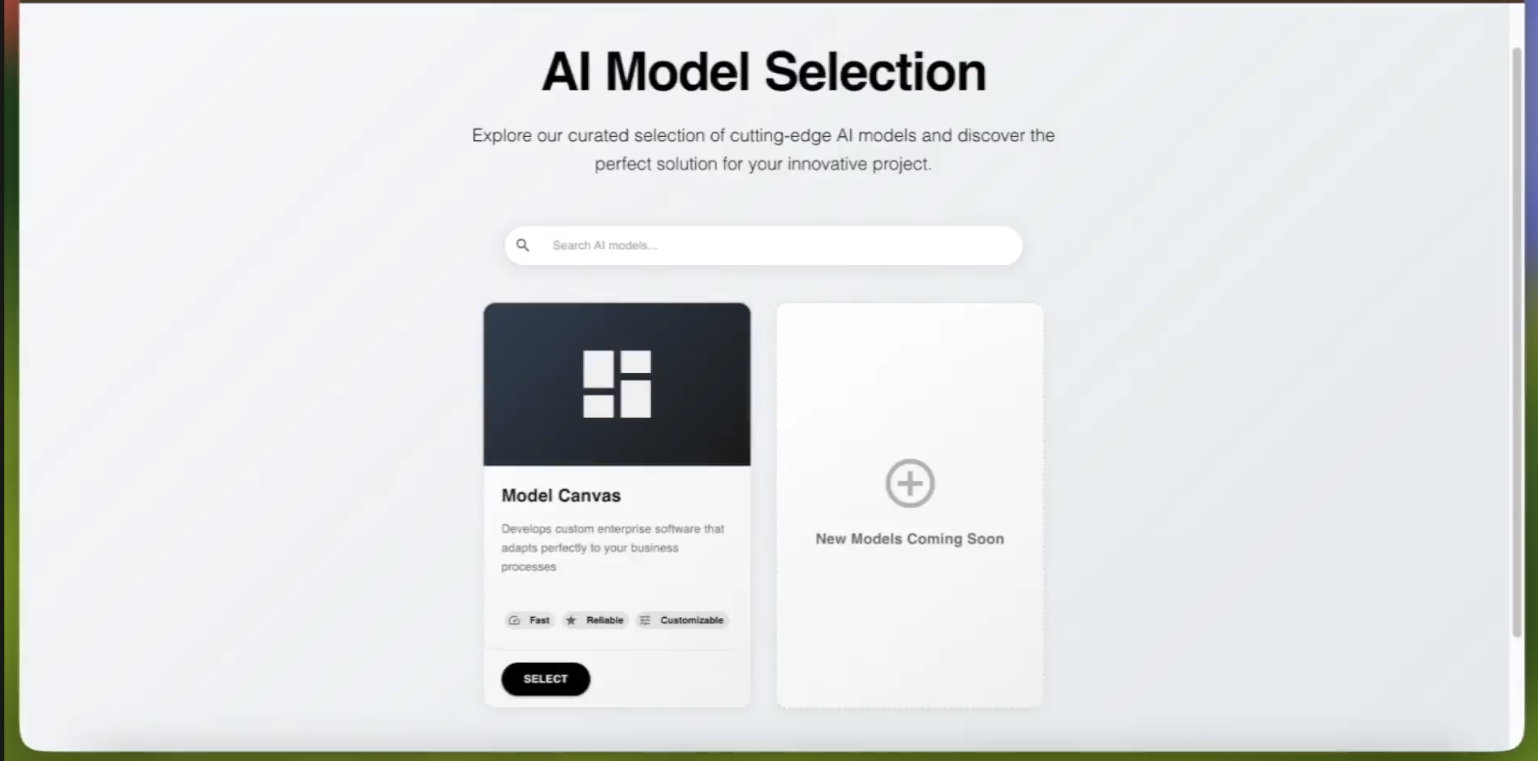 AI Model Selection
Explore our curated selection of cutting-edge AI models and discover the
perfect solution for your innovative project.
Search AI models...
Model Canvas
Develops custom enterprise software that
adapts perfectly to your business
processes
Fast Reliable Customizable
SELECT
New Models Coming Soon